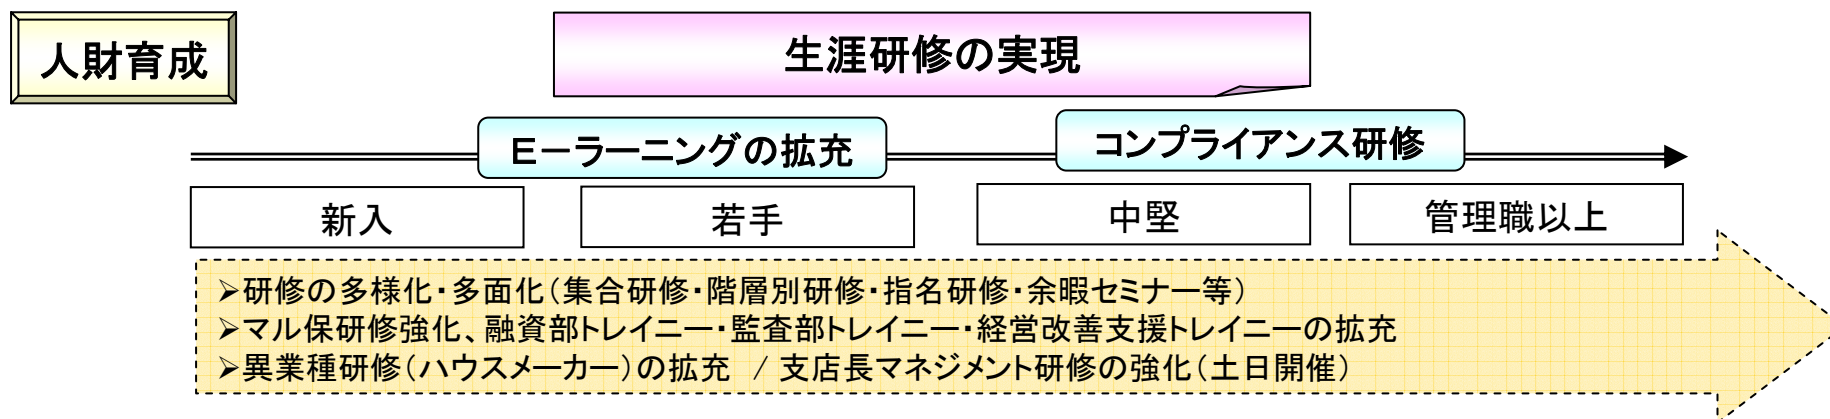 人財育成
生涯研修の実現
E－ラーニングの拡充
コンプライアンス研修
新入
若手
中堅
管理職以上
➢研修の多様化・多面化（集合研修・階層別研修・指名研修・余暇セミナー等）
➢マル保研修強化、融資部トレイニー・監査部トレイニー・経営改善支援トレイニーの拡充
➢異業種研修（ハウスメーカー）の拡充 / 支店長マネジメント研修の強化（土日開催）